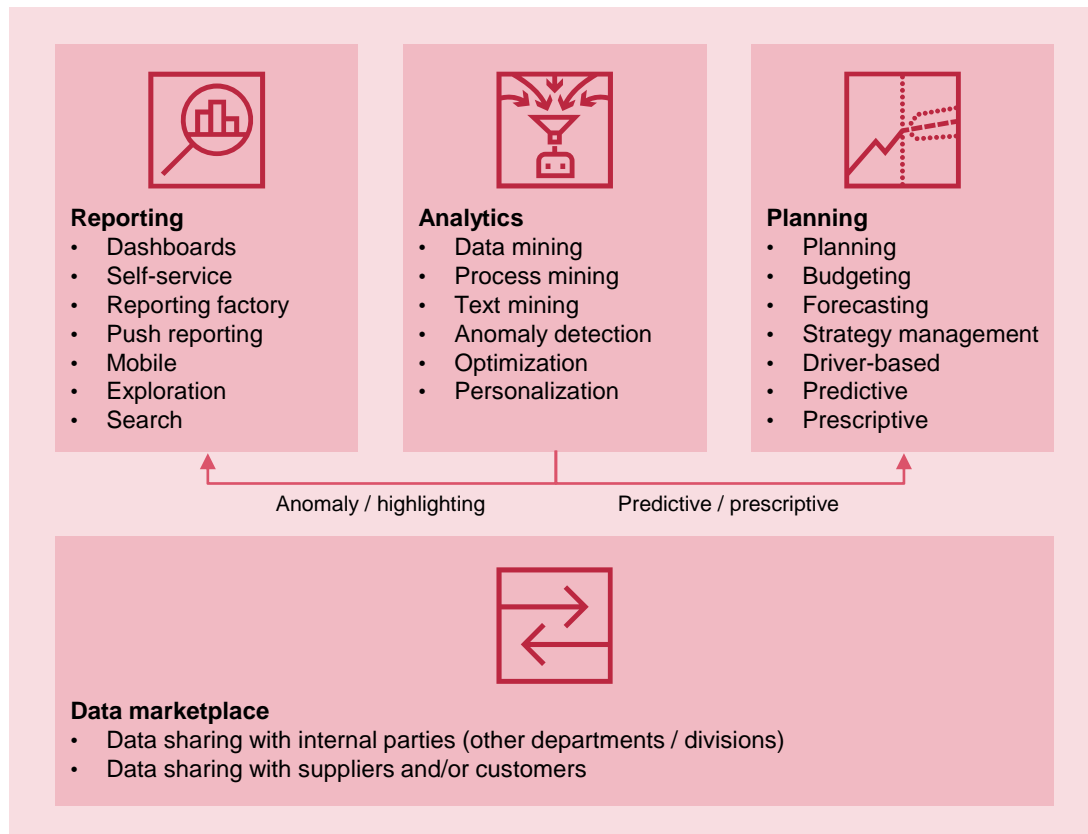 Reporting
• Dashboards
• Self-service
• Reporting factory
• Push reporting
• Mobile
• Exploration
• Search
Analytics
• Data mining
• Process mining
• Text mining
• Anomaly detection
• Optimization
• Personalization
Planning
• Planning
• Budgeting
• Forecasting
• Strategy management
• Driver-based
• Predictive
• Prescriptive
Anomaly / highlighting
Predictive / prescriptive
Data marketplace
• Data sharing with internal parties (other departments / divisions)
• Data sharing with suppliers and/or customers